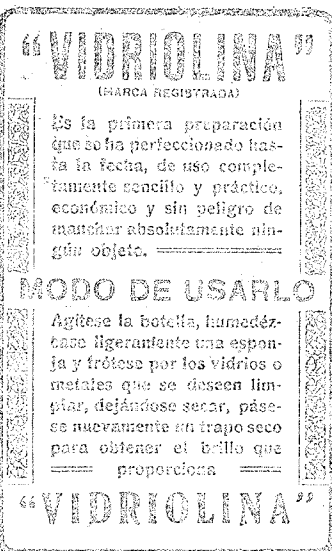 “VIDRIOLINA”
(MARCA REGISTRADA)
Es la primera preparación
que se ha perfeccionado has-
ta la fecha, de uso comple-
tamente sencillo y práctico,
económico y sin peligro de
manchar absolutamente nin-
gún objeto.
MODO DE USARLO
Agítese la botella, humedéz-
case ligeramente una espon-
ja y frótese por los vidrios o
metales que se deseen lim-
piar, dejándose secar, páse-
se nuevamente un trapo seco
para obtener el brillo que
proporciona
“VIDRIOLINA”